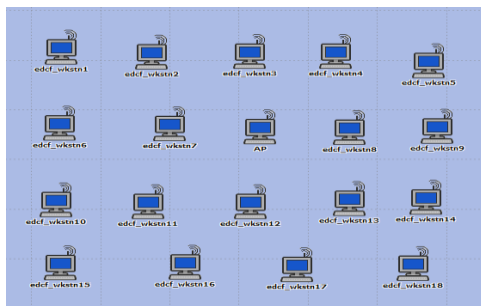 edcf_wkstn1
edcf_wkstn2
edcf_wkstn3
edcf_wkstn4
edcf_wkstn5
edcf_wkstn6
edcf_wkstn7
AP
edcf_wkstn8
edcf_wkstn9
edcf_wkstn10
edcf_wkstn11
edcf_wkstn12
edcf_wkstn13
edcf_wkstn14
edcf_wkstn15
edcf_wkstn16
edcf_wkstn17
edcf_wkstn18